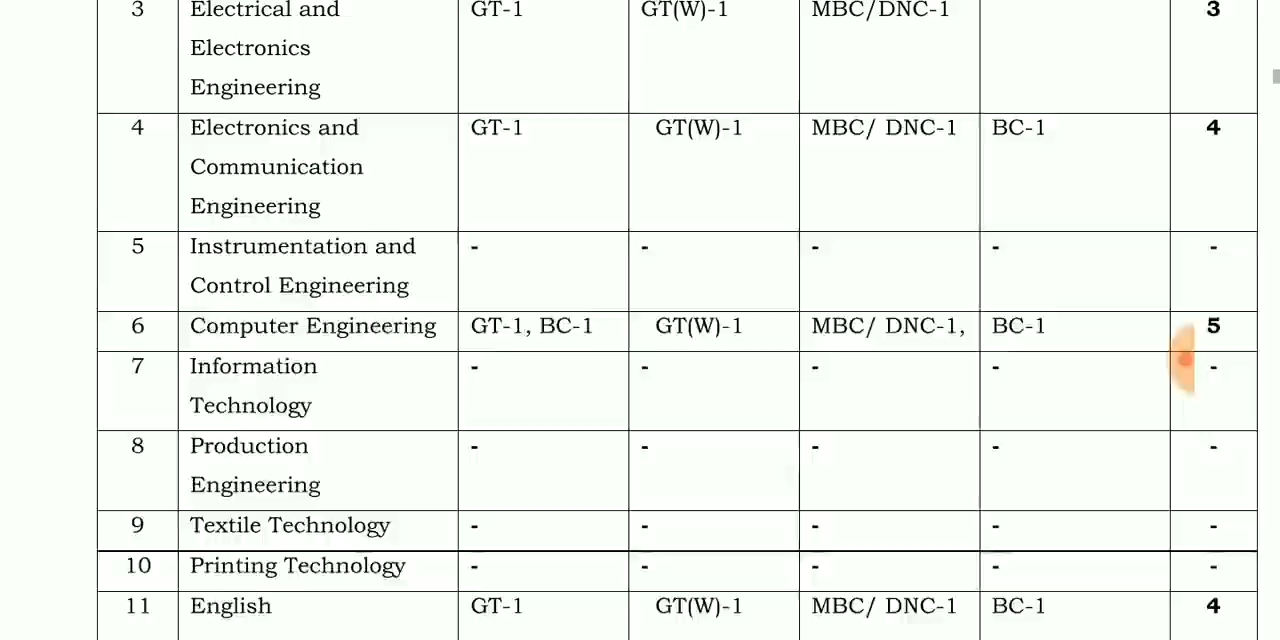 3 Electrical and GT-1 GT(W)-1 MBC/DNC-1 3
Electronics
Engineering
4 Electronics and GT-1 GT(W)-1 MBC/ DNC-1 BC-1 4
Communication
Engineering
5 Instrumentation and - - - - -
Control Engineering
6 Computer Engineering GT-1, BC-1 GT(W)-1 MBC/ DNC-1, BC-1 5
7 Information - - - - -
Technology
8 Production - - - - -
Engineering
9 Textile Technology - - - - -
10 Printing Technology - - - - -
11 English GT-1 GT(W)-1 MBC/ DNC-1 BC-1 4